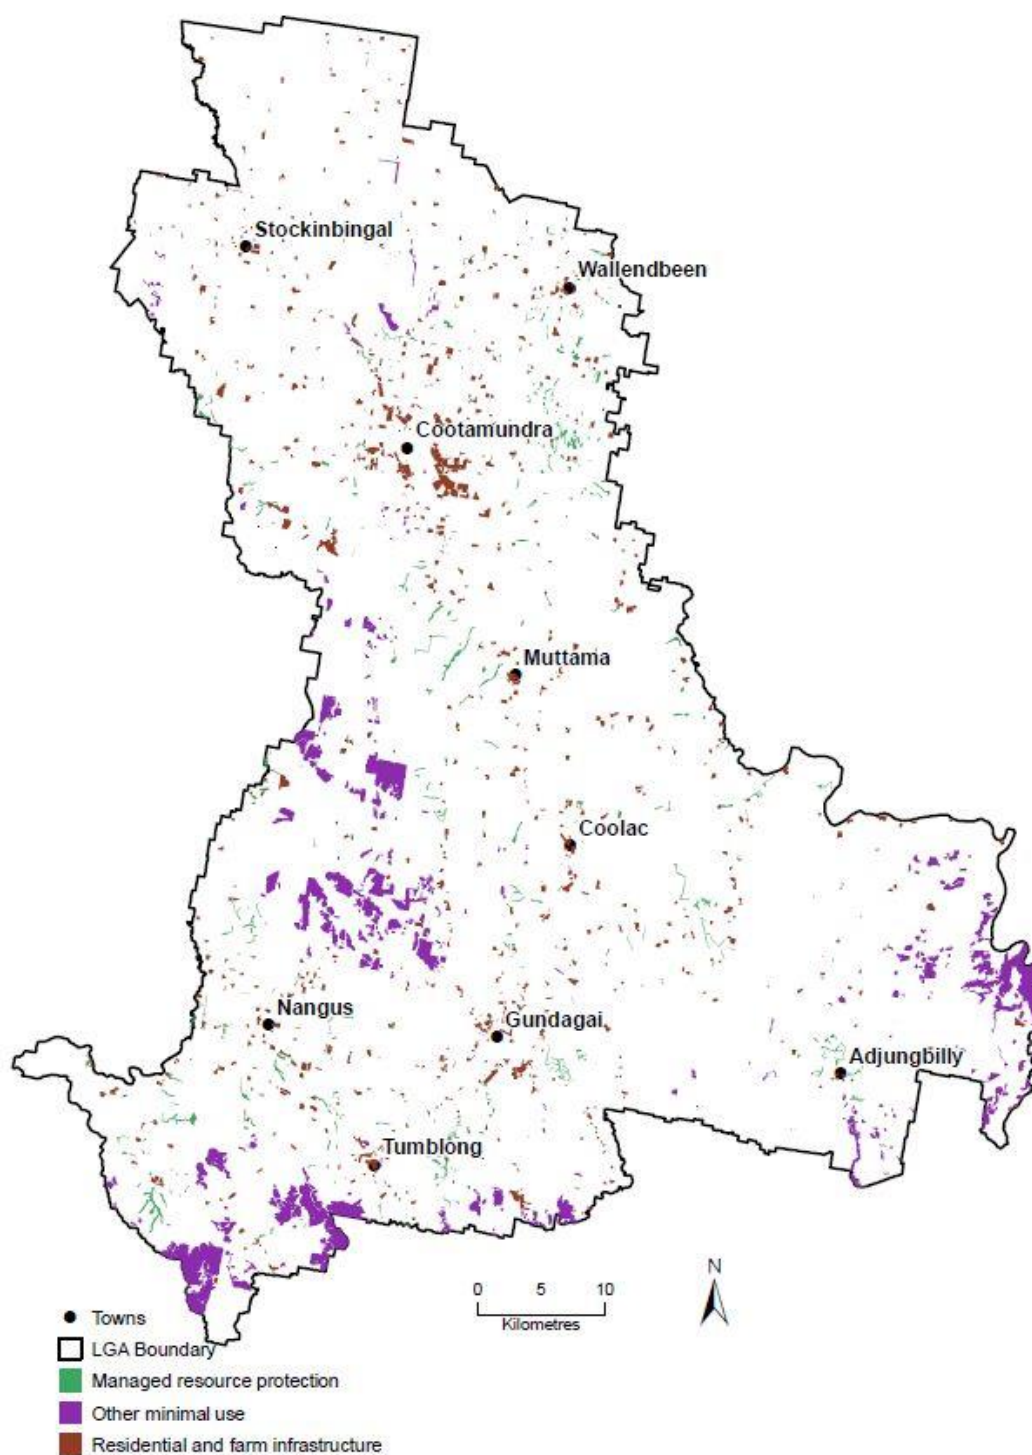 Stockinbingal
Wallendbeen
Cootamundra
Muttama
Coolac
Nangus
Gundagai
Adjungbilly
Tumblong
N
0 5 10
Kilometres
Towns
LGA Boundary
Managed resource protection
Other minimal use
Residential and farm infrastructure